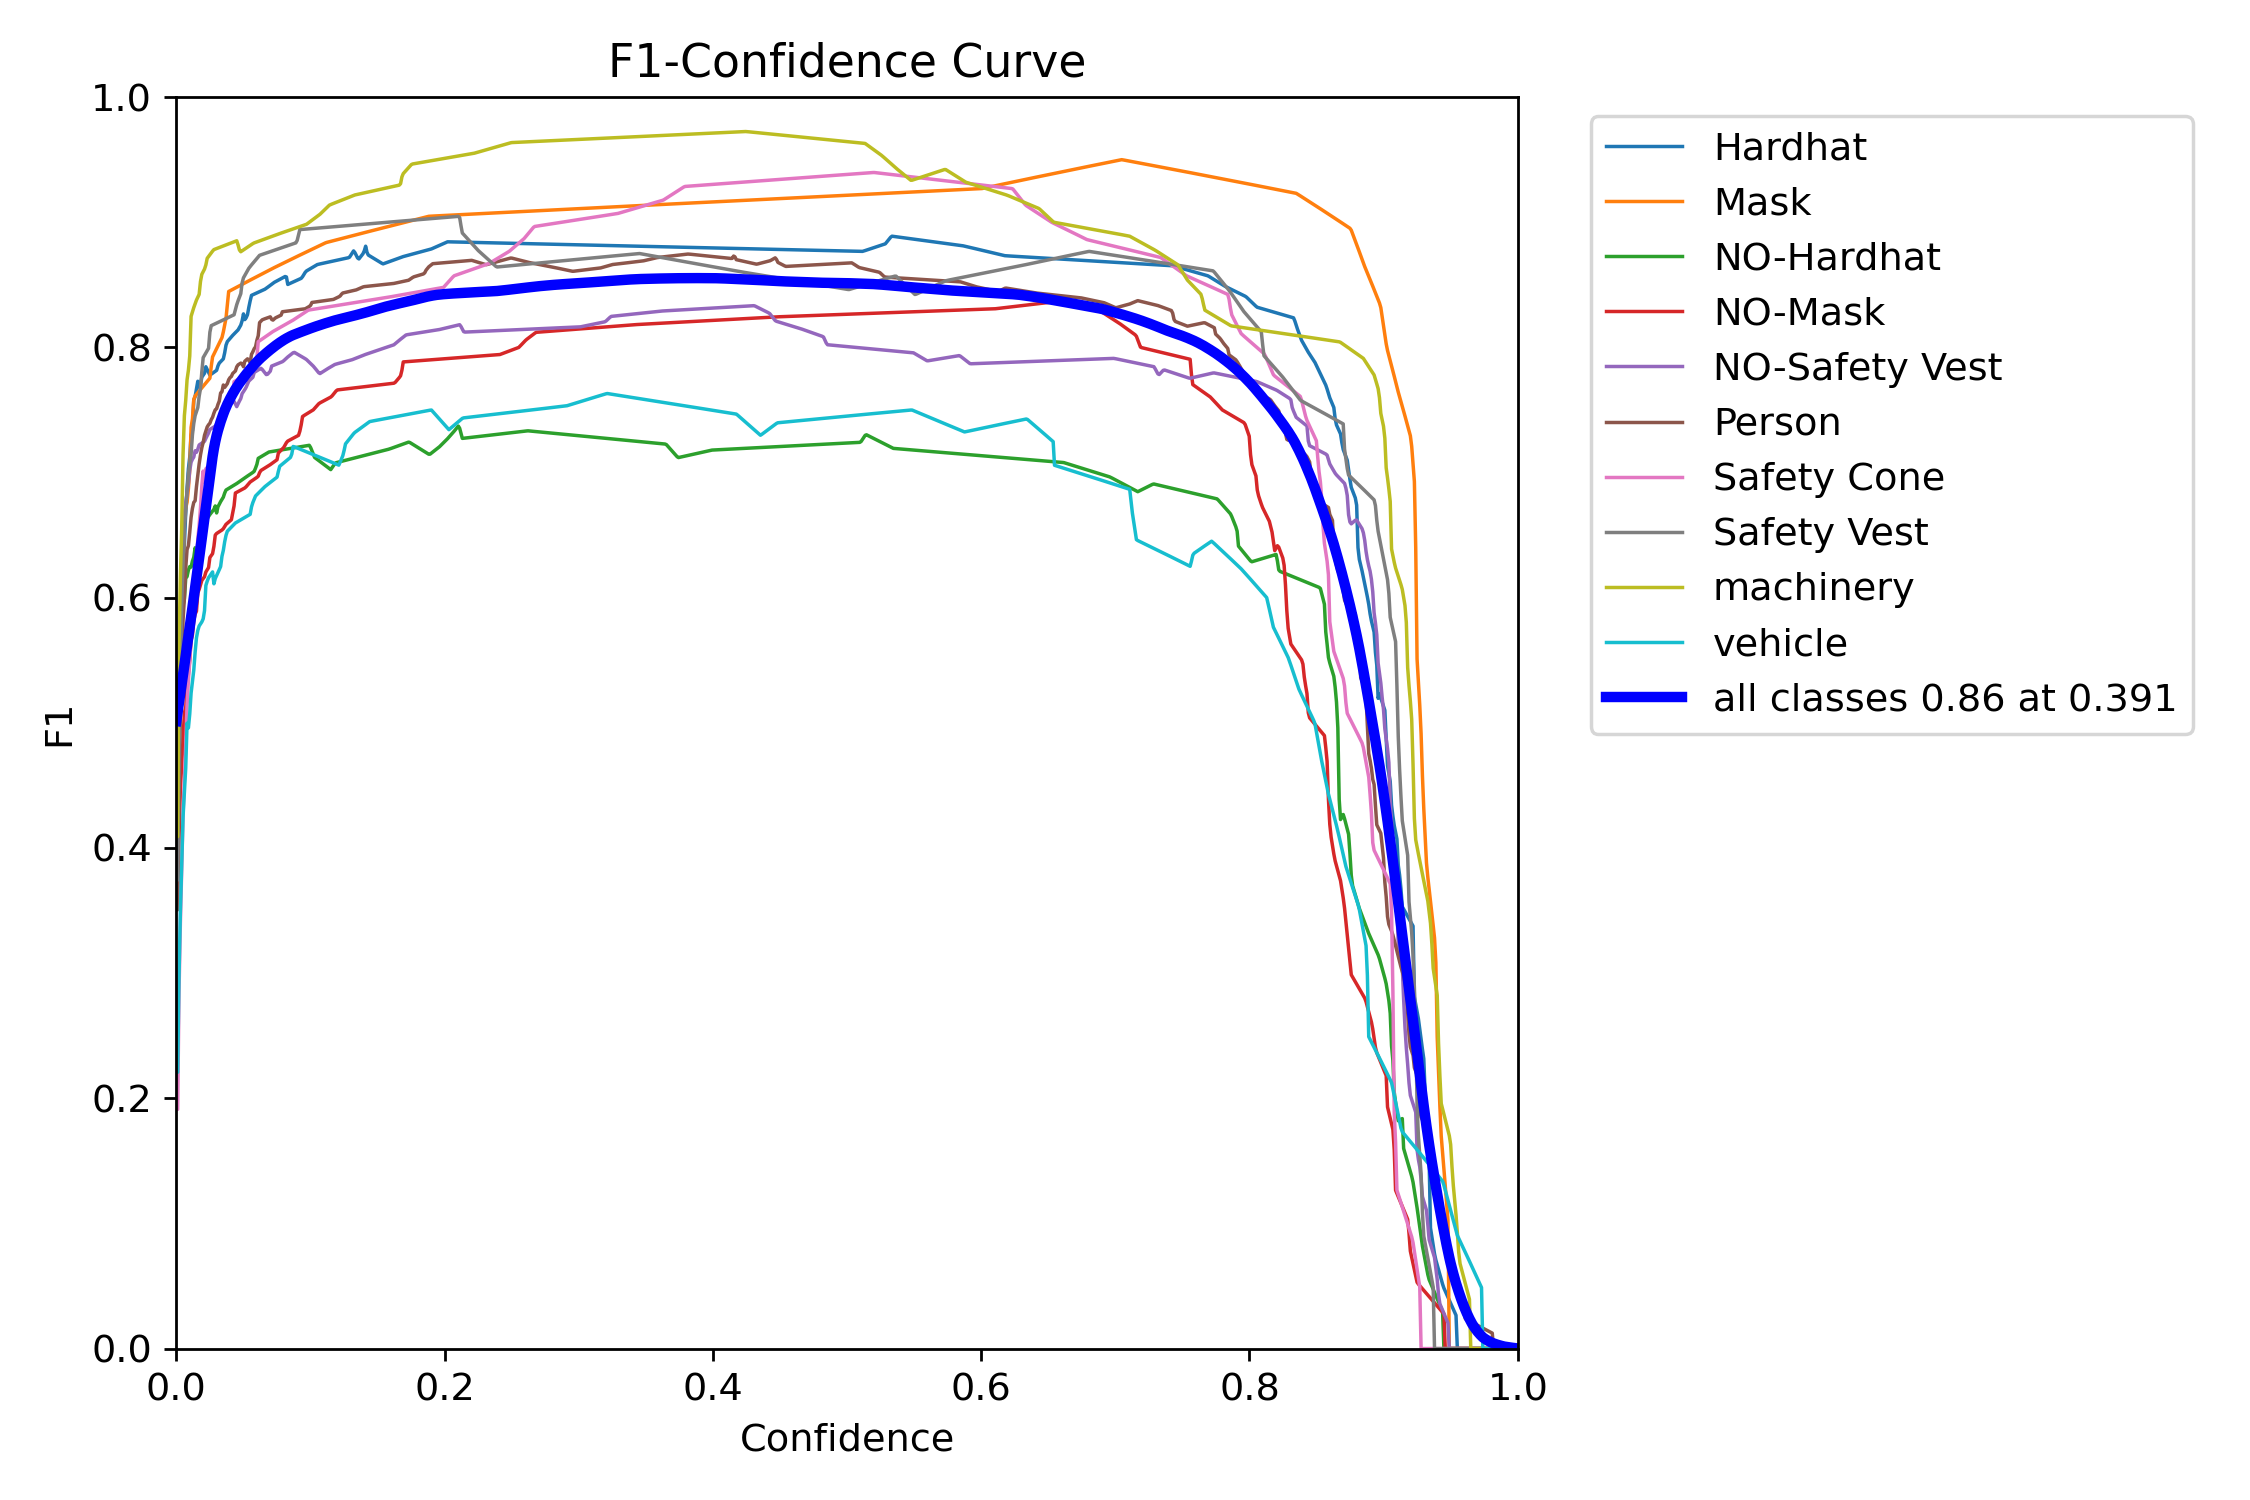 F1-Confidence Curve
1.0
0.8
0.6
0.4
0.2
0.0
F1
0.0 0.2 0.4 0.6 0.8 1.0
Confidence
Hardhat
Mask
NO-Hardhat
NO-Mask
NO-Safety Vest
Person
Safety Cone
Safety Vest
machinery
vehicle
all classes 0.86 at 0.391